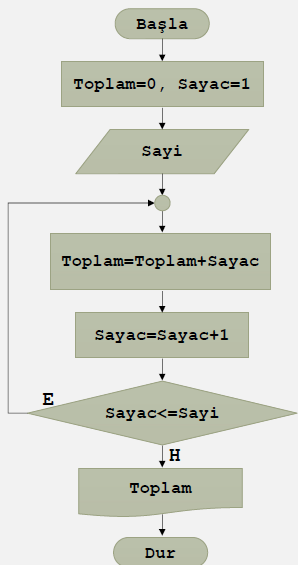 Başla
Toplam=0, Sayac=1
Sayi
Toplam=Toplam+Sayac
Sayac=Sayac+1
E
Sayac<=Sayi
H
Toplam
Dur